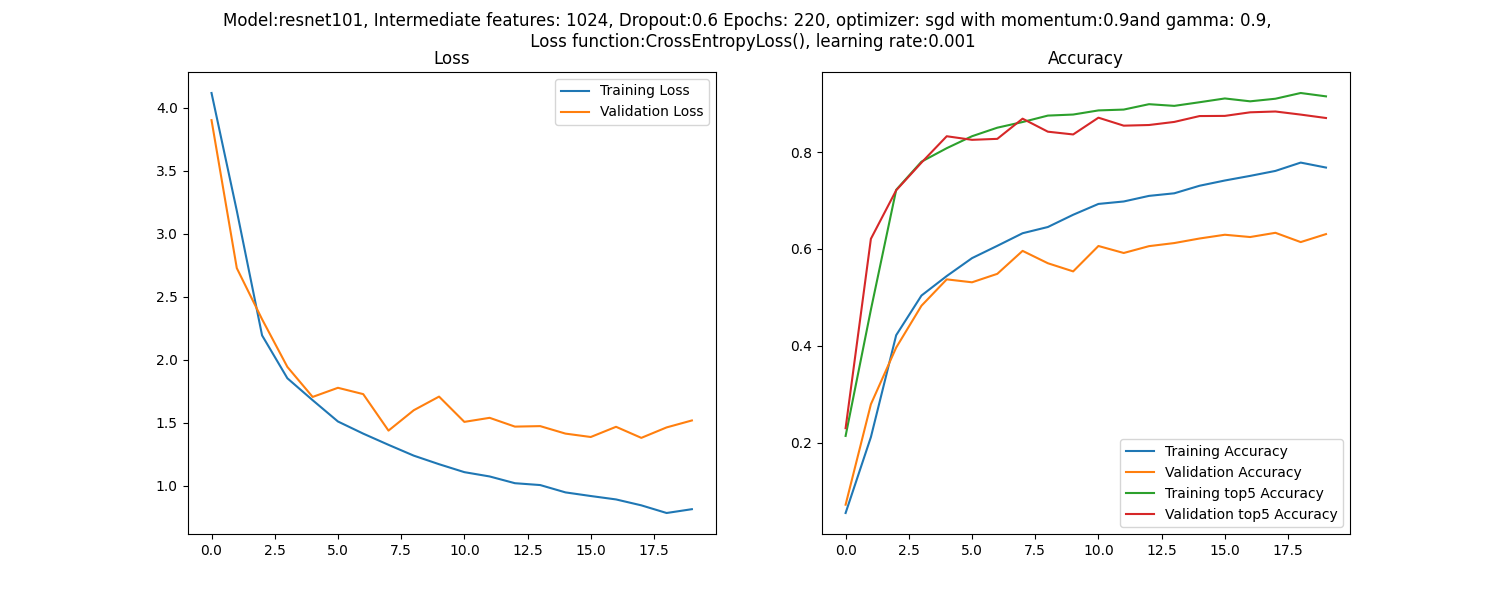 Model:resnet101, Intermediate features: 1024, Dropout:0.6 Epochs: 220, optimizer: sgd with momentum:0.9and gamma: 0.9,
Loss function:CrossEntropyLoss(), learning rate:0.001
Loss
Training Loss
Validation Loss
4.0
3.5
3.0
2.5
2.0
1.5
1.0
0.0 2.5 5.0 7.5 10.0 12.5 15.0 17.5
Accuracy
0.8
0.6
0.4
0.2
Training Accuracy
Validation Accuracy
Training top5 Accuracy
Validation top5 Accuracy
0.0 2.5 5.0 7.5 10.0 12.5 15.0 17.5